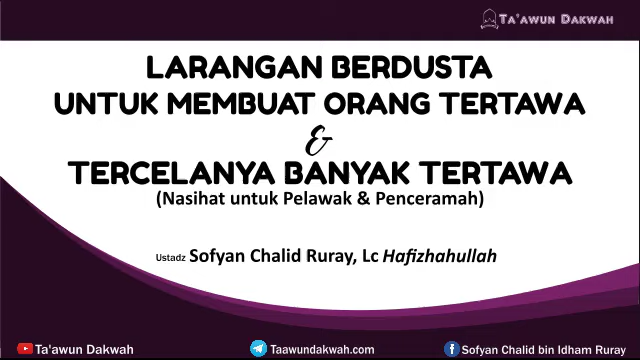 Ta'awun Dakwah
LARANGAN BERDUSTA
UNTUK MEMBUAT ORANG TERTAWA
&
TERCELANYA BANYAK TERTAWA
(Nasihat untuk Pelawak & Penceramah)
Ustadz Sofyan Chalid Ruray, Lc Hafizhahullah
Ta'awun Dakwah
Taawundakwah.com
Sofyan Chalid bin Idham Ruray